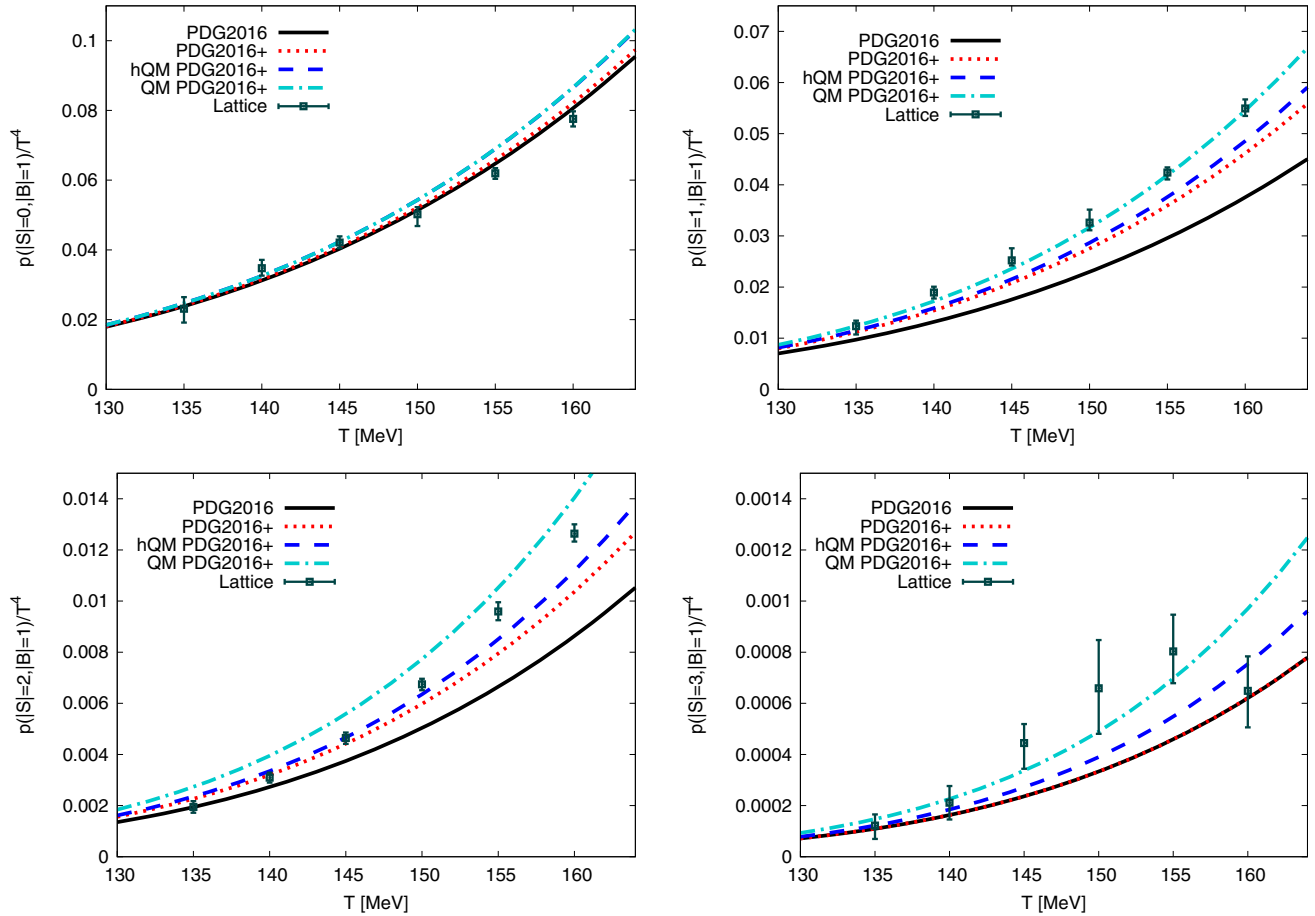 p(|S|=0,|B|=1)/T^4
0.1
0.08
0.06
0.04
0.02
0
PDG2016
PDG2016+
hQM PDG2016+
QM PDG2016+
Lattice
130 135 140 145 150 155 160
T [MeV]
p(|S|=1,|B|=1)/T^4
0.07
0.06
0.05
0.04
0.03
0.02
0.01
0
PDG2016
PDG2016+
hQM PDG2016+
QM PDG2016+
Lattice
130 135 140 145 150 155 160
T [MeV]
p(|S|=2,|B|=1)/T^4
0.014
0.012
0.01
0.008
0.006
0.004
0.002
0
PDG2016
PDG2016+
hQM PDG2016+
QM PDG2016+
Lattice
130 135 140 145 150 155 160
T [MeV]
p(|S|=3,|B|=1)/T^4
0.0014
0.0012
0.001
0.0008
0.0006
0.0004
0.0002
0
PDG2016
PDG2016+
hQM PDG2016+
QM PDG2016+
Lattice
130 135 140 145 150 155 160
T [MeV]